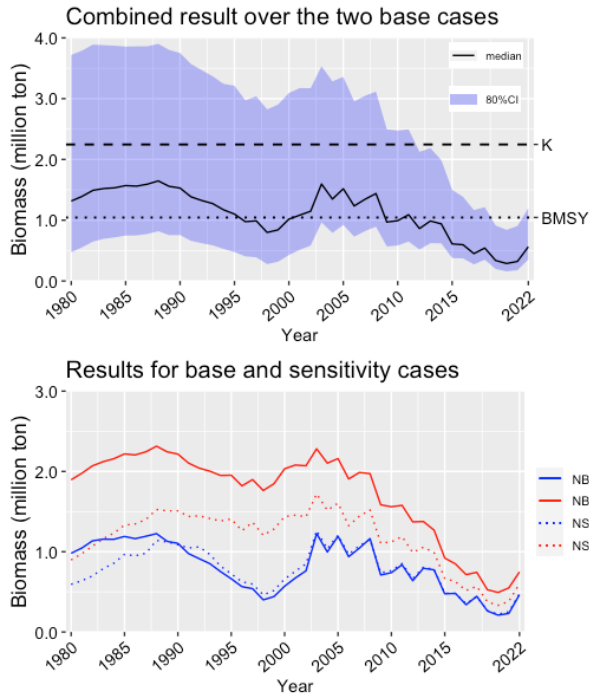 Combined result over the two base cases
4.0
3.0
2.0
1.0
0.0
Biomass (million ton)
median
80%CI
K
BMSY
1980
1985
1990
1995
2000
2005
2010
2015
2022
Year
Results for base and sensitivity cases
3.0
2.0
1.0
0.0
Biomass (million ton)
NB
NB
NS
NS
1980
1985
1990
1995
2000
2005
2010
2015
2022
Year